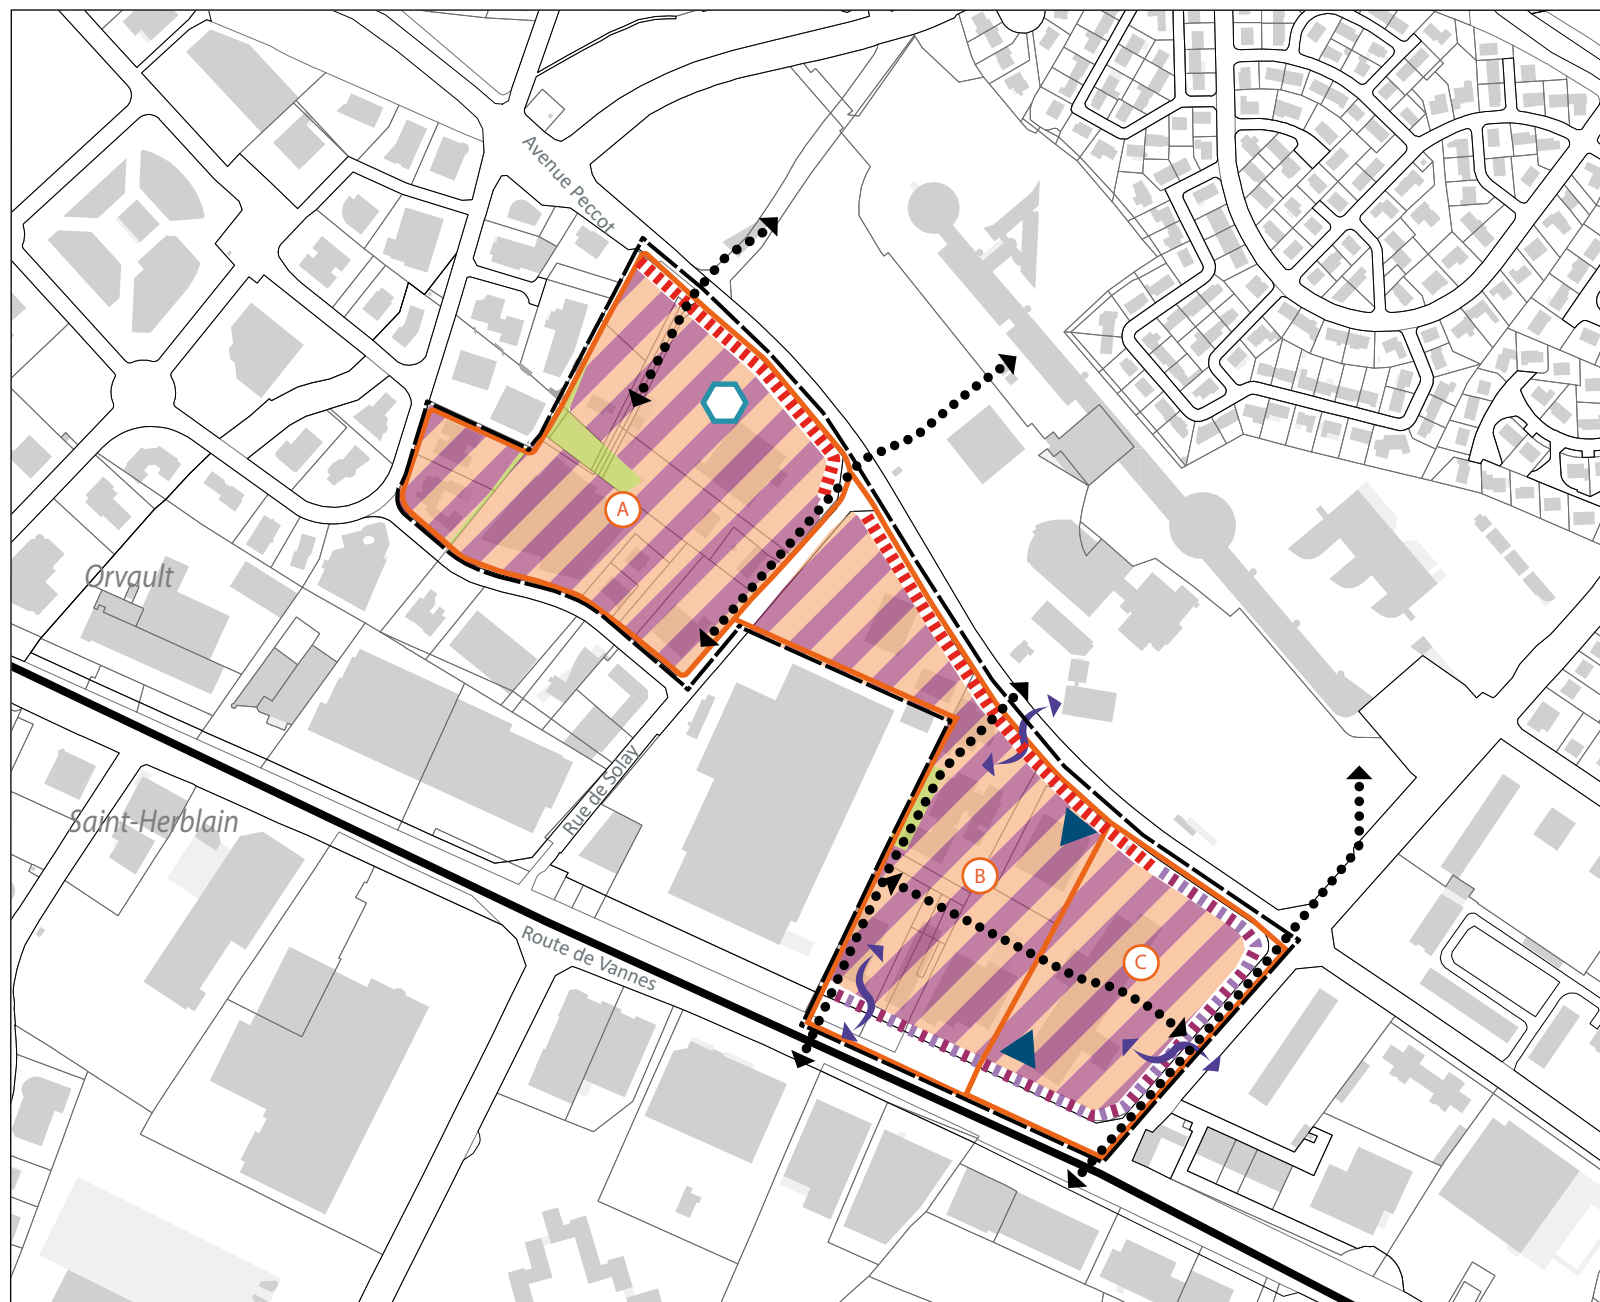 Avenue Peccot
A
Orvault
Rue de Solay
Saint-Herblain
B
Route de Vannes
C